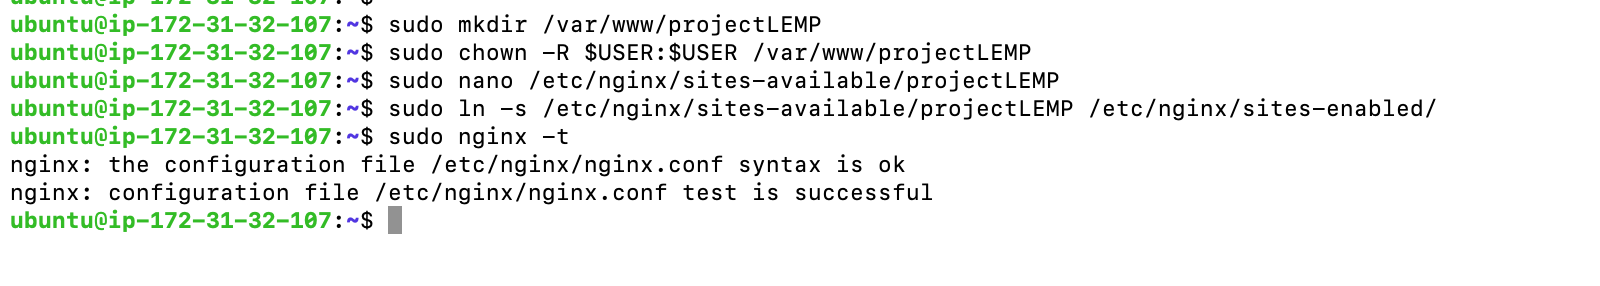 ubuntu@ip-172-31-32-107:~$ sudo mkdir /var/www/projectLEMP
ubuntu@ip-172-31-32-107:~$ sudo chown -R $USER:$USER /var/www/projectLEMP
ubuntu@ip-172-31-32-107:~$ sudo nano /etc/nginx/sites-available/projectLEMP
ubuntu@ip-172-31-32-107:~$ sudo ln -s /etc/nginx/sites-available/projectLEMP /etc/nginx/sites-enabled/
ubuntu@ip-172-31-32-107:~$ sudo nginx -t
nginx: the configuration file /etc/nginx/nginx.conf syntax is ok
nginx: configuration file /etc/nginx/nginx.conf test is successful
ubuntu@ip-172-31-32-107:~$